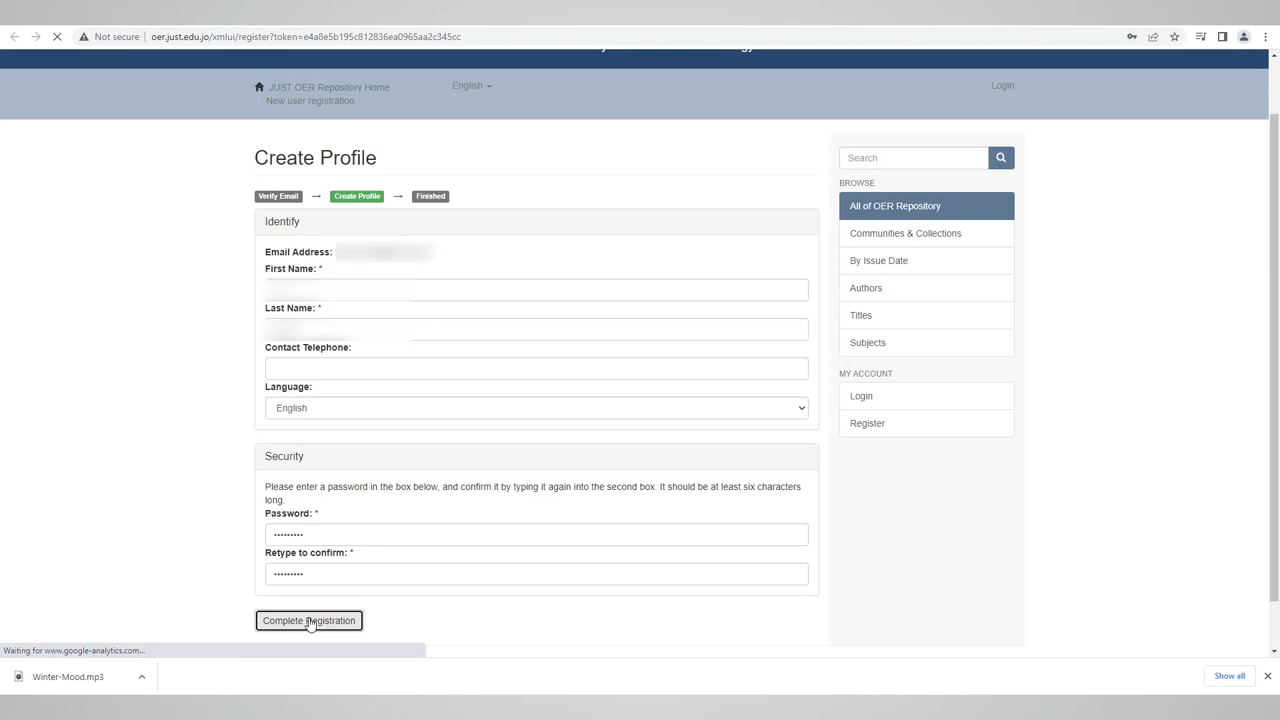 Not secure oer.just.edu.jo/xmlui/register?token=e4a8e5b195c812836ea0965aa2c345cc
JUST OER Repository Home
/ New user registration
English
Login
Create Profile
Verify Email → Create Profile → Finished
Identify
Email Address:
First Name: *
Last Name: *
Contact Telephone:
Language:
English
Security
Please enter a password in the box below, and confirm it by typing it again into the second box. It should be at least six characters
long.
Password: *
•••••••••
Retype to confirm: *
•••••••••
Complete Registration
Search
BROWSE
All of OER Repository
Communities & Collections
By Issue Date
Authors
Titles
Subjects
MY ACCOUNT
Login
Register
Waiting for www.google-analytics.com...
Winter-Mood.mp3
Show all